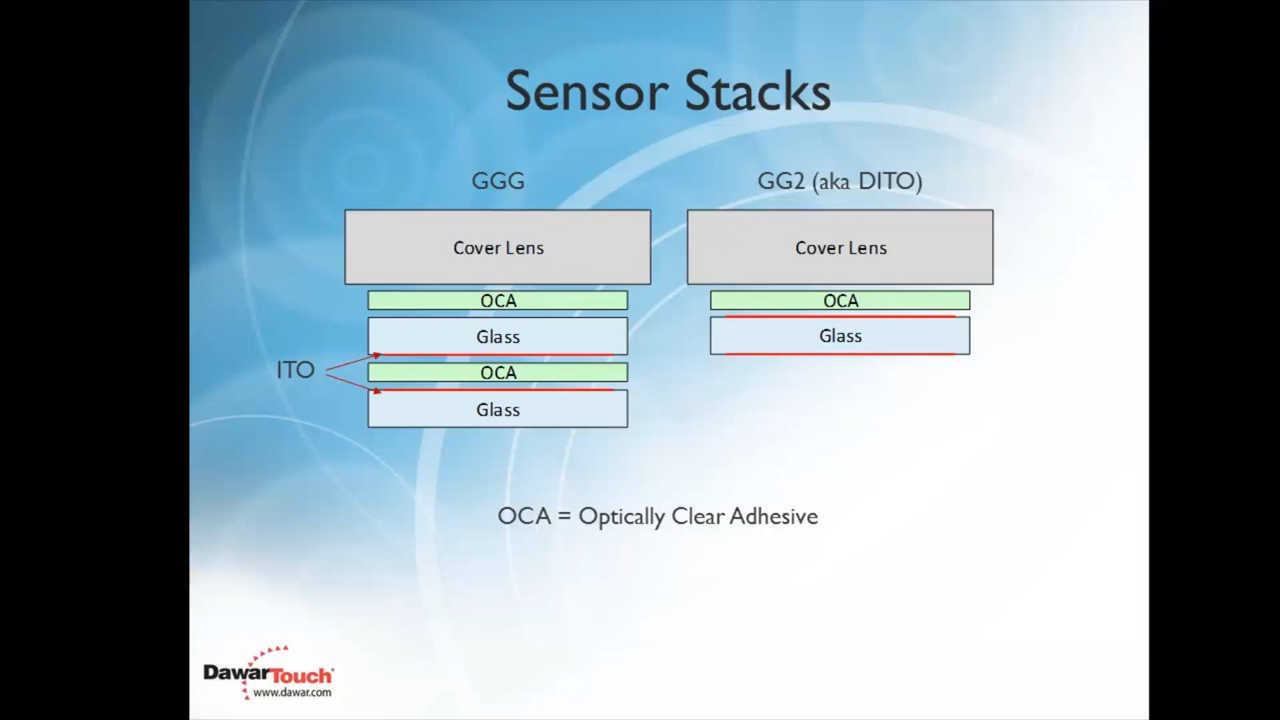 Sensor Stacks
GGG
GG2 (aka DITO)
Cover Lens
Cover Lens
OCA
OCA
Glass
Glass
ITO
OCA
Glass
OCA = Optically Clear Adhesive
DawarTouch
www.dawar.com